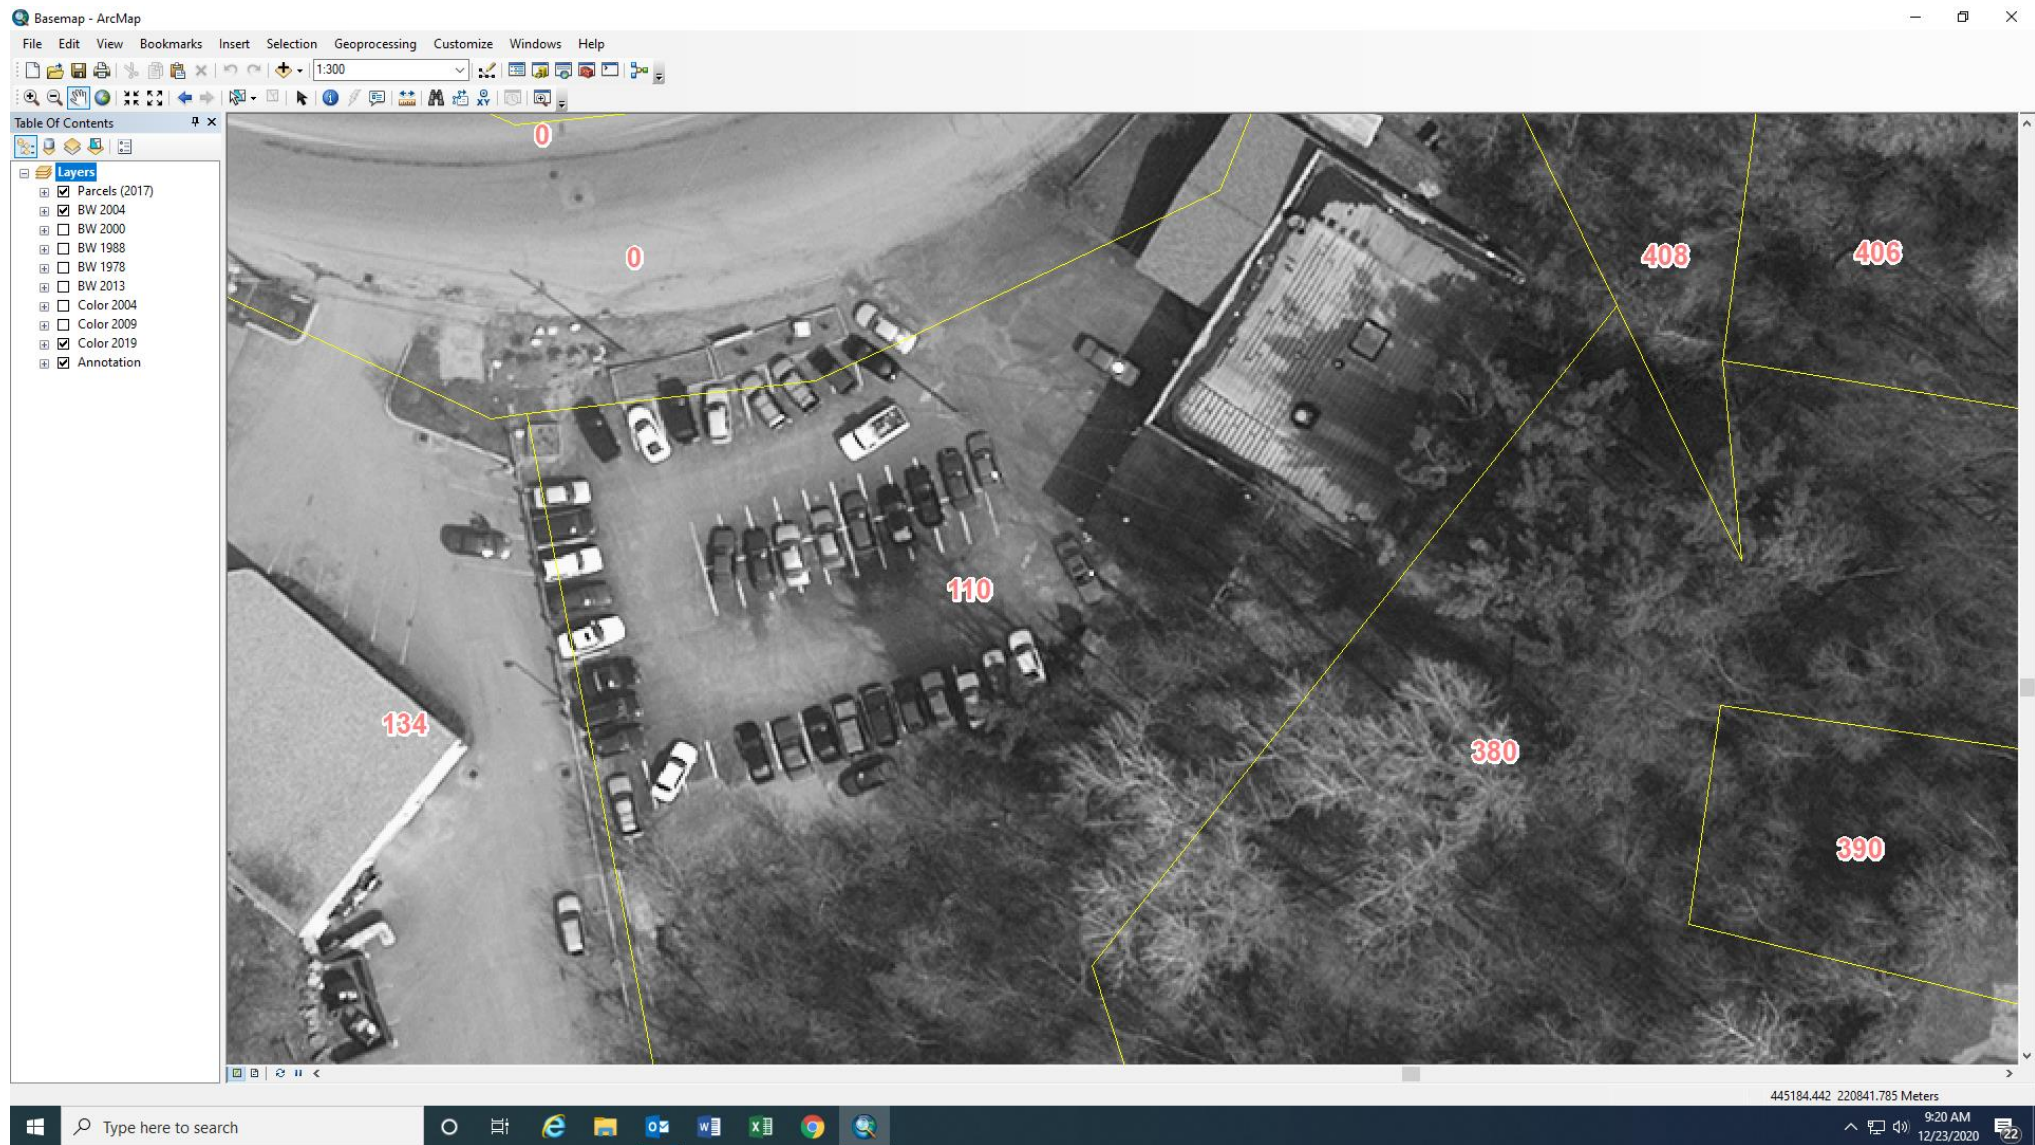 Basemap - ArcMap
File Edit View Bookmarks Insert Selection Geoprocessing Customize Windows Help
1:300
Table Of Contents
Layers
Parcels (2017)
BW 2004
BW 2000
BW 1988
BW 1978
BW 2013
Color 2004
Color 2009
Color 2019
Annotation
0
0
408
406
110
134
380
390
445184.442 220841.785 Meters
Type here to search
9:20 AM
12/23/2020
22